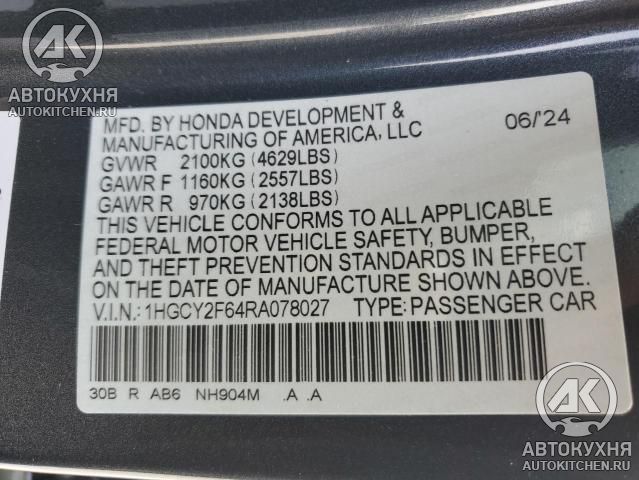 АК
АВТОКУХНЯ
AUTOKITCHEN.RU
MFD. BY HONDA DEVELOPMENT &
MANUFACTURING OF AMERICA, LLC 06/'24
GVWR 2100KG (4629LBS)
GAWR F 1160KG (2557LBS)
GAWR R 970KG (2138LBS)
THIS VEHICLE CONFORMS TO ALL APPLICABLE
FEDERAL MOTOR VEHICLE SAFETY, BUMPER,
AND THEFT PREVENTION STANDARDS IN EFFECT
ON THE DATE OF MANUFACTURE SHOWN ABOVE.
V.I.N.: 1HGCY2F64RA078027 TYPE: PASSENGER CAR
30B R AB6 NH904M .A .A
АК
АВТОКУХНЯ
AUTOKITCHEN.RU